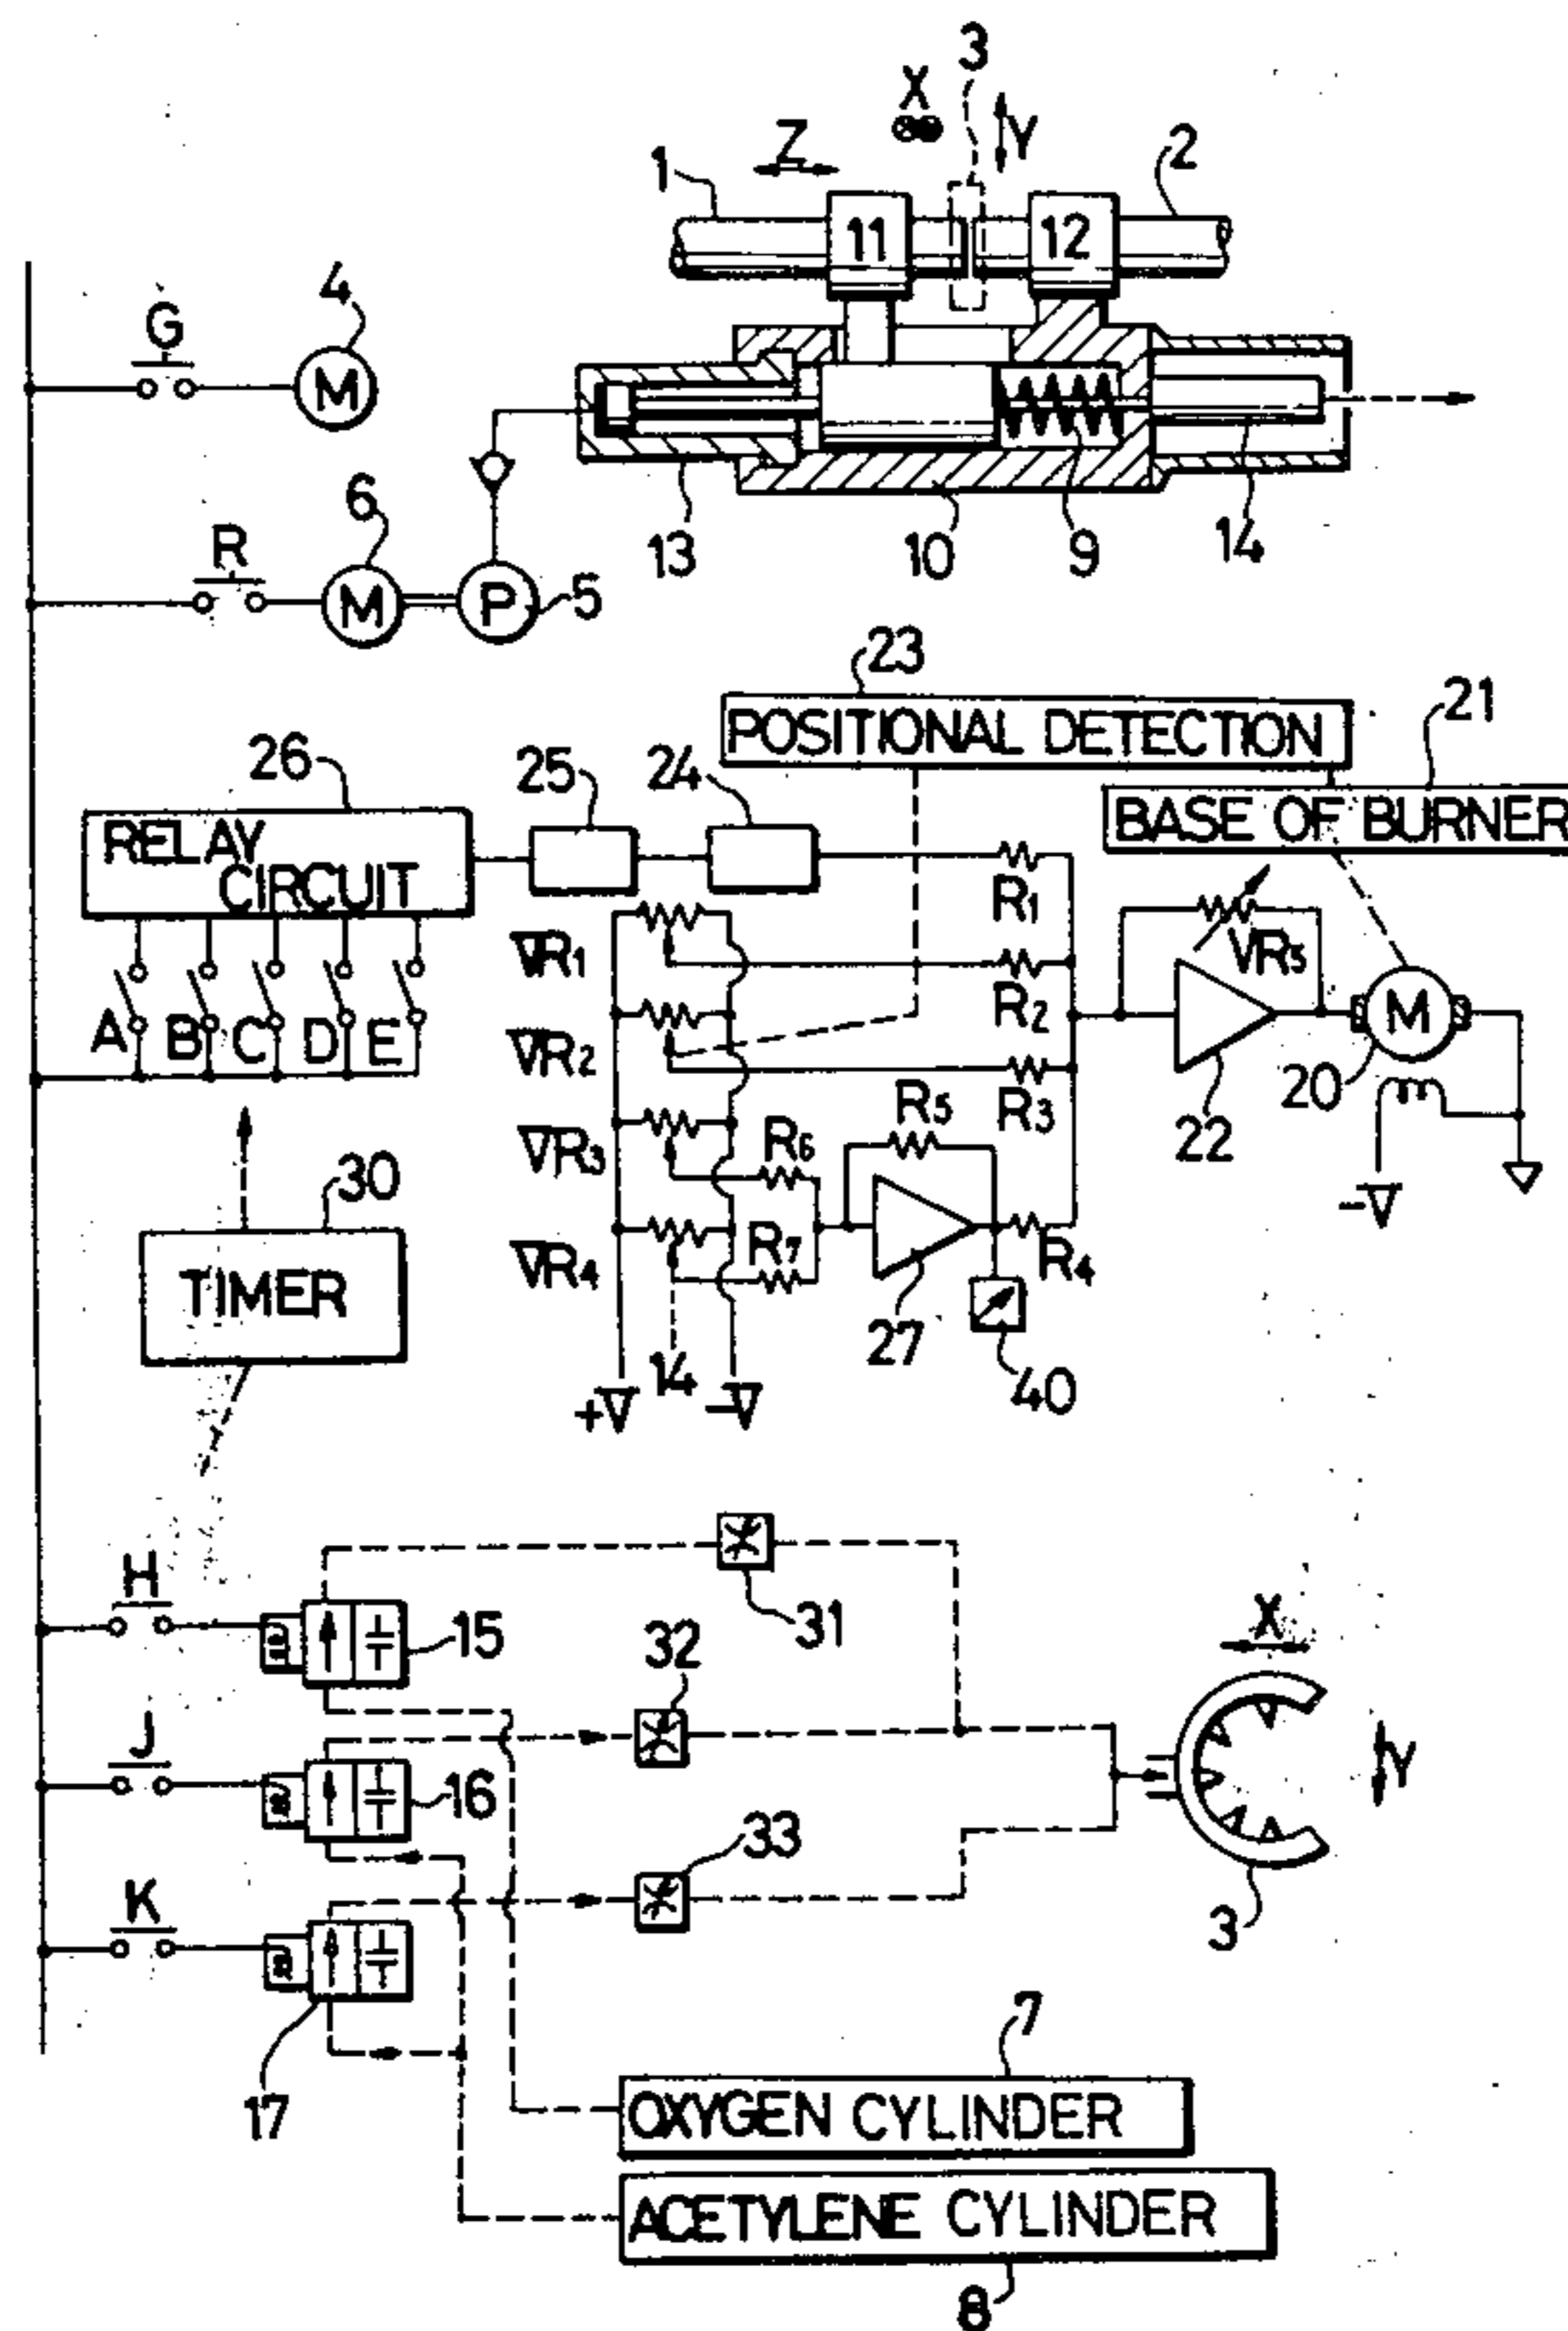 3
X
Z
Y
1
2
11
12
G
4
M
6
R
M
P
5
13
10
9
14
23
POSITIONAL DETECTION
21
BASE OF BURNER
26
25
24
RELAY
CIRCUIT
R1
VR1
R2
VR5
M
A B C D E
VR2
R3
22
20
R5
VR3
R6
-V
30
TIMER
VR4
R7
R4
27
40
+V
14
-V
H
15
31
X
32
J
16
Y
33
K
3
17
7
OXYGEN CYLINDER
ACETYLENE CYLINDER
8